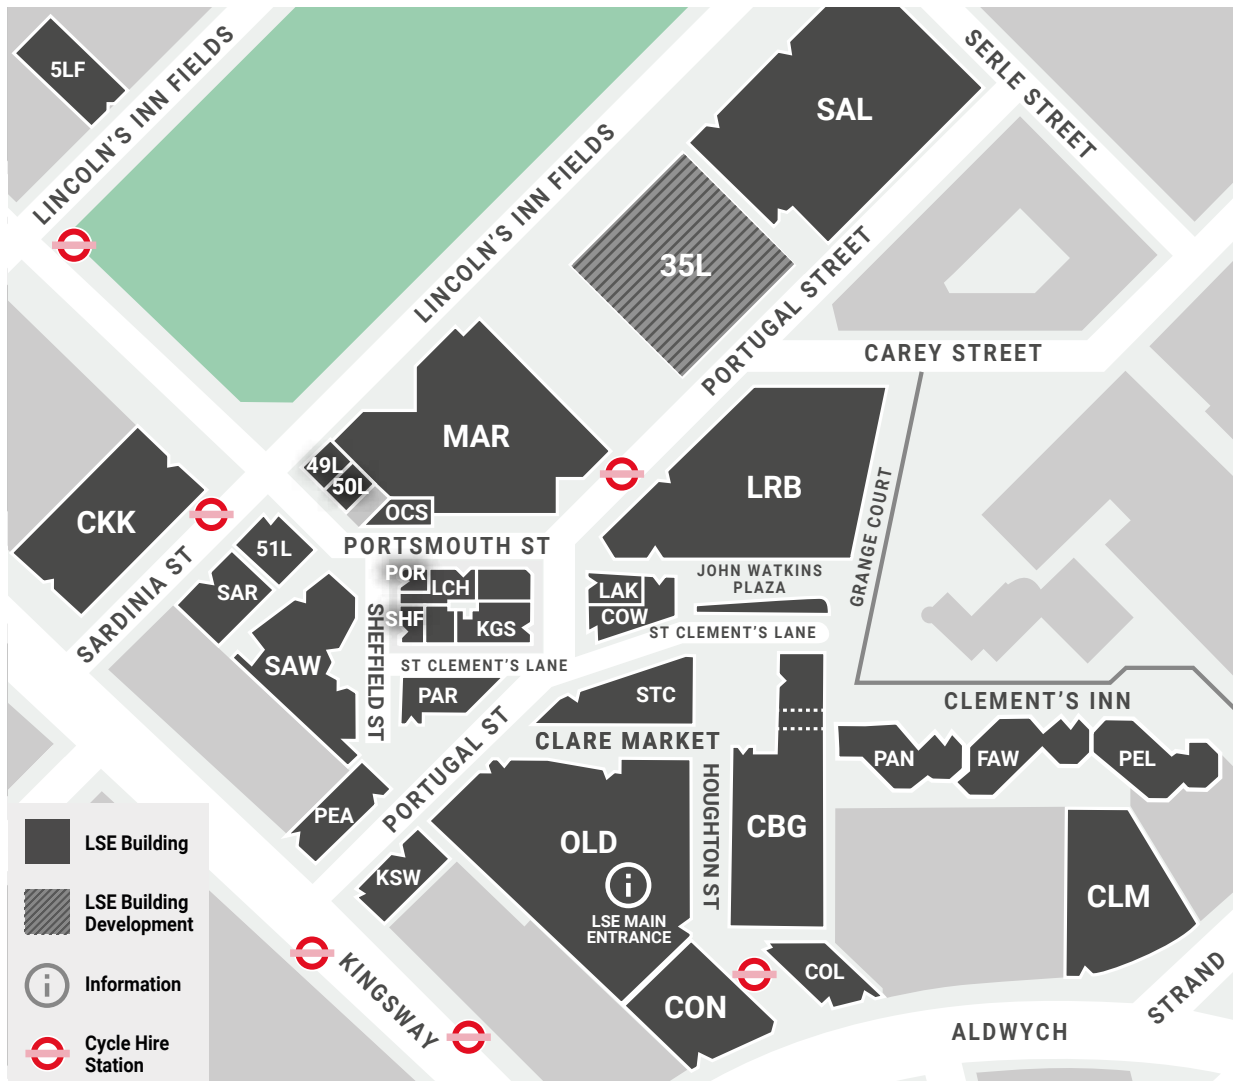 5LF
LINCOLN'S INN FIELDS
SAL
SERLE STREET
LINCOLN'S INN FIELDS
35L
PORTUGAL STREET
CAREY STREET
MAR
49L
50L
OCS
LRB
GRANGE COURT
CKK
51L
SAR
SARDINIA ST
PORTSMOUTH ST
POR
LCH
SHF
KGS
LAK
COW
JOHN WATKINS
PLAZA
ST CLEMENT'S LANE
SAW
SHEFFIELD ST
ST CLEMENT'S LANE
PAR
STC
CLEMENT'S INN
PORTUGAL ST
CLARE MARKET
PAN
FAW
PEL
PEA
OLD
HOUGHTON ST
CBG
KSW
LSE MAIN
ENTRANCE
CLM
KINGSWAY
CON
COL
ALDWYCH
STRAND
LSE Building
LSE Building
Development
Information
Cycle Hire
Station